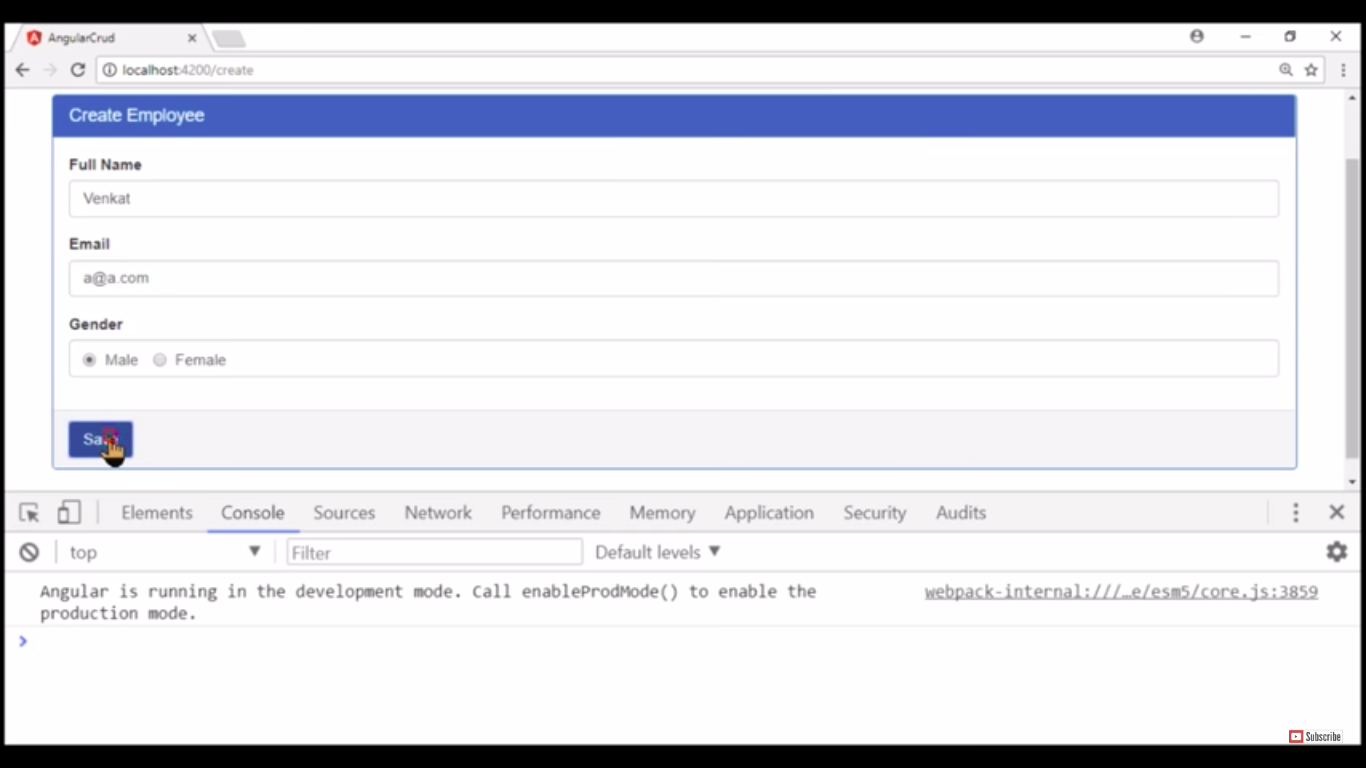 AngularCrud
localhost:4200/create
Create Employee
Full Name
Venkat
Email
a@a.com
Gender
Male Female
Elements Console Sources Network Performance Memory Application Security Audits
top Filter Default levels
Angular is running in the development mode. Call enableProdMode() to enable the webpack-internal:///…e/esm5/core.js:3859
production mode.
Subscribe